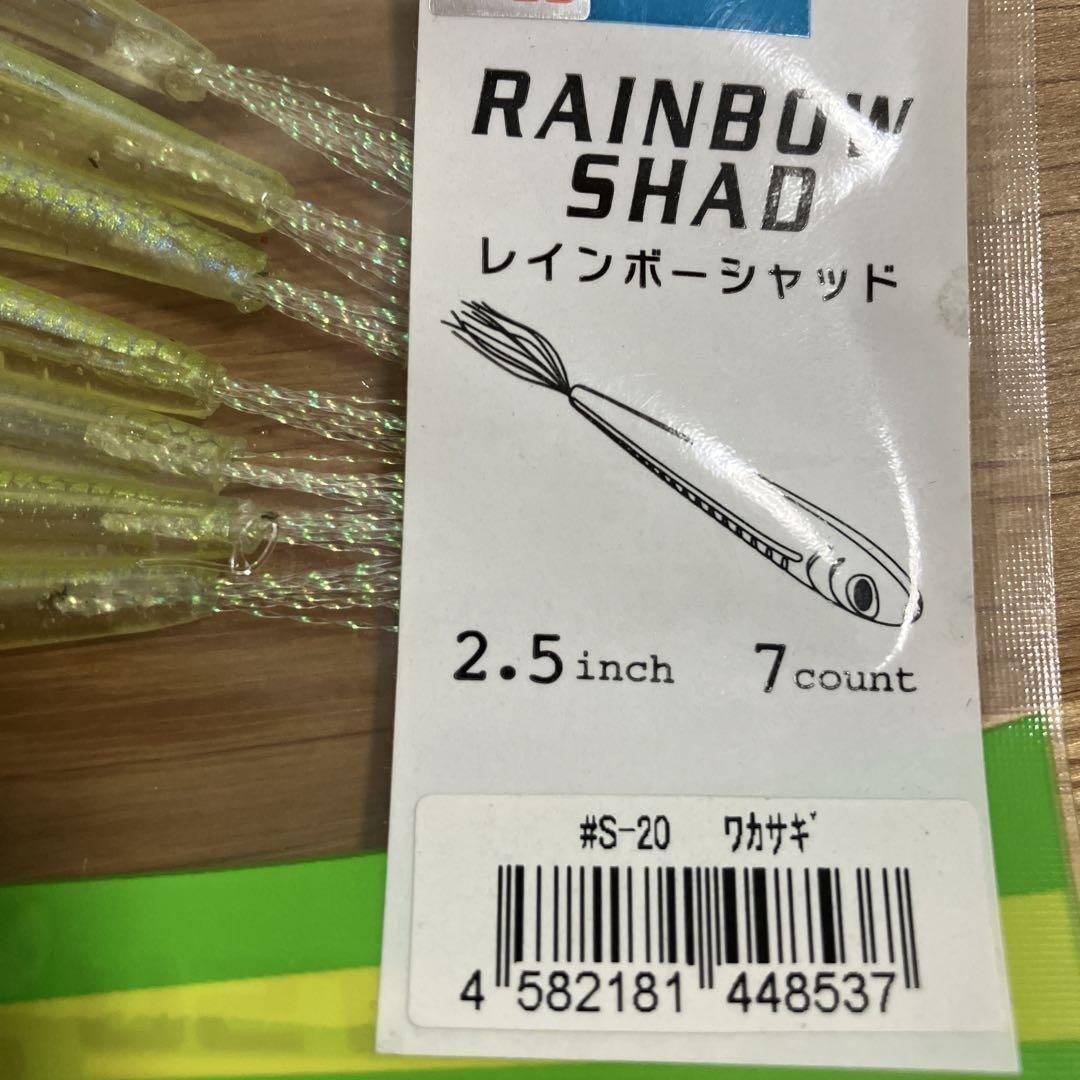 RAINBOW
SHAD
レインボーシャッド
2.5inch 7count
#S-20 ワカサギ
4 582181 448537